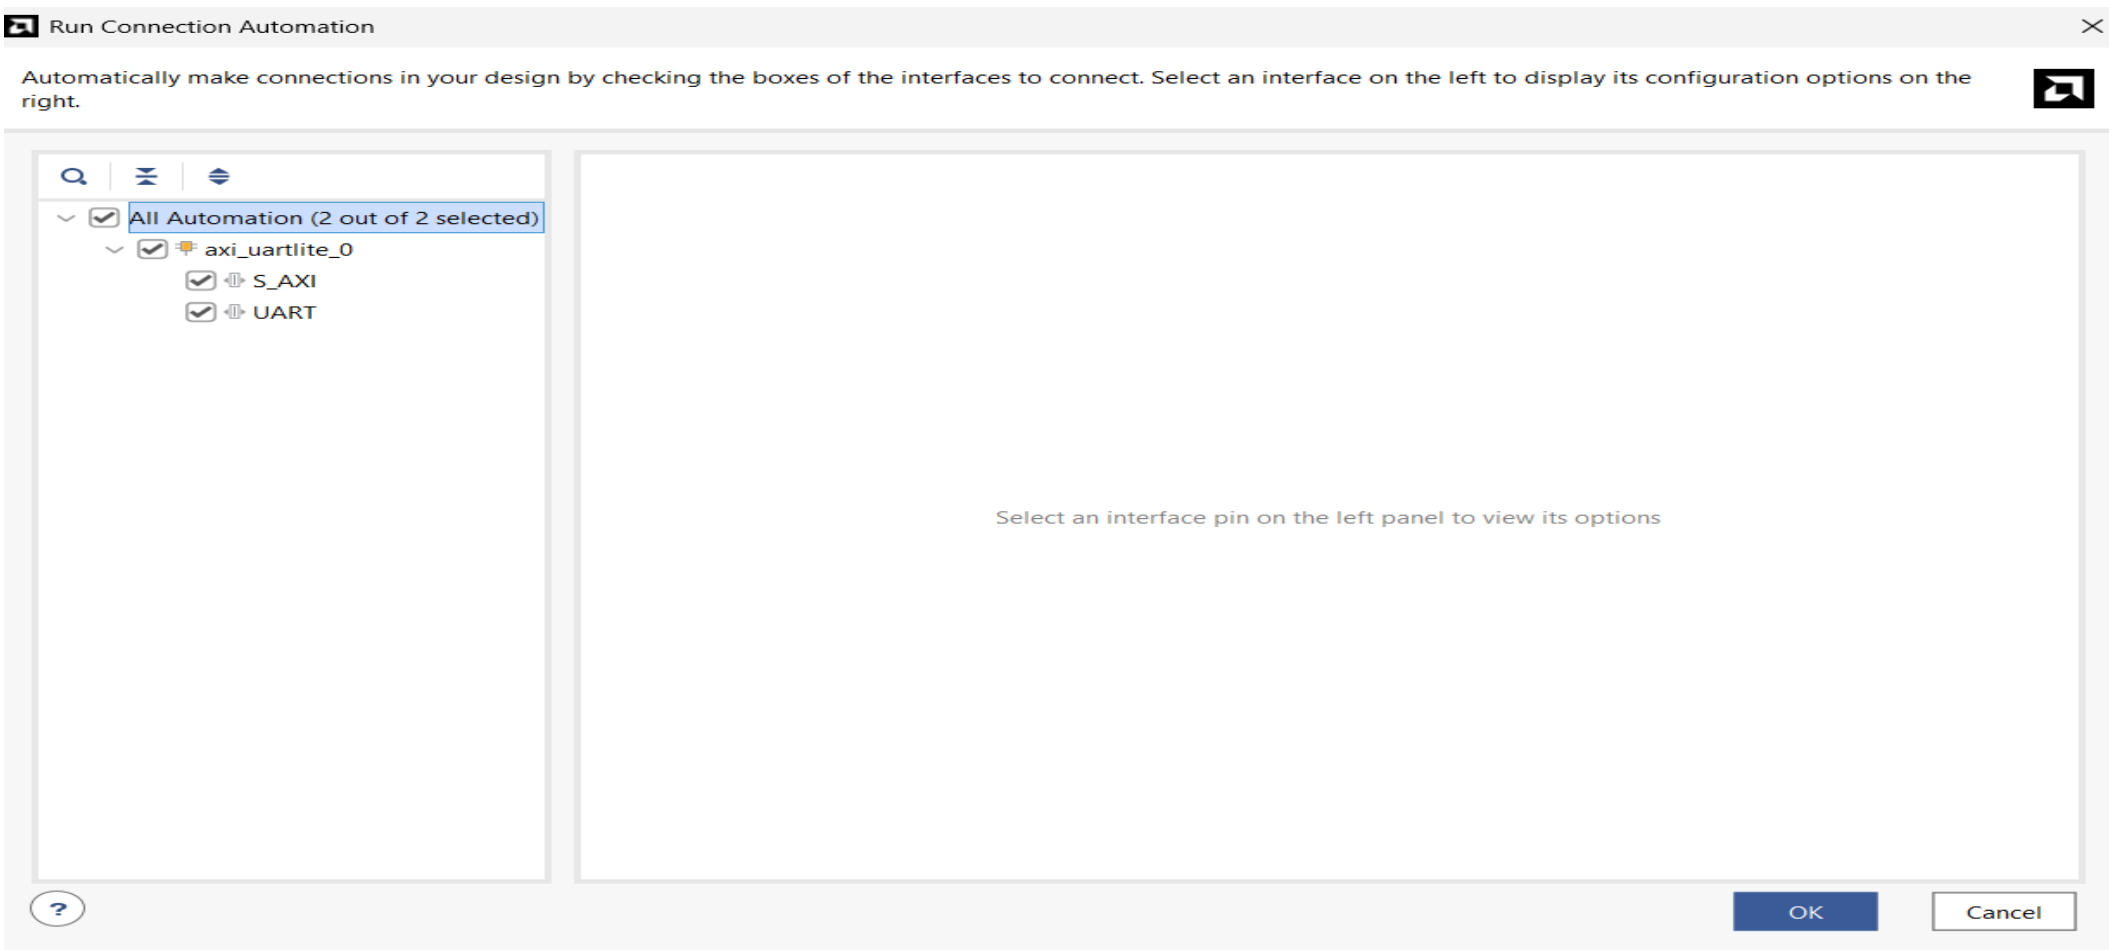 Run Connection Automation
Automatically make connections in your design by checking the boxes of the interfaces to connect. Select an interface on the left to display its configuration options on the
right.
All Automation (2 out of 2 selected)
axi_uartlite_0
S_AXI
UART
Select an interface pin on the left panel to view its options
?
OK
Cancel